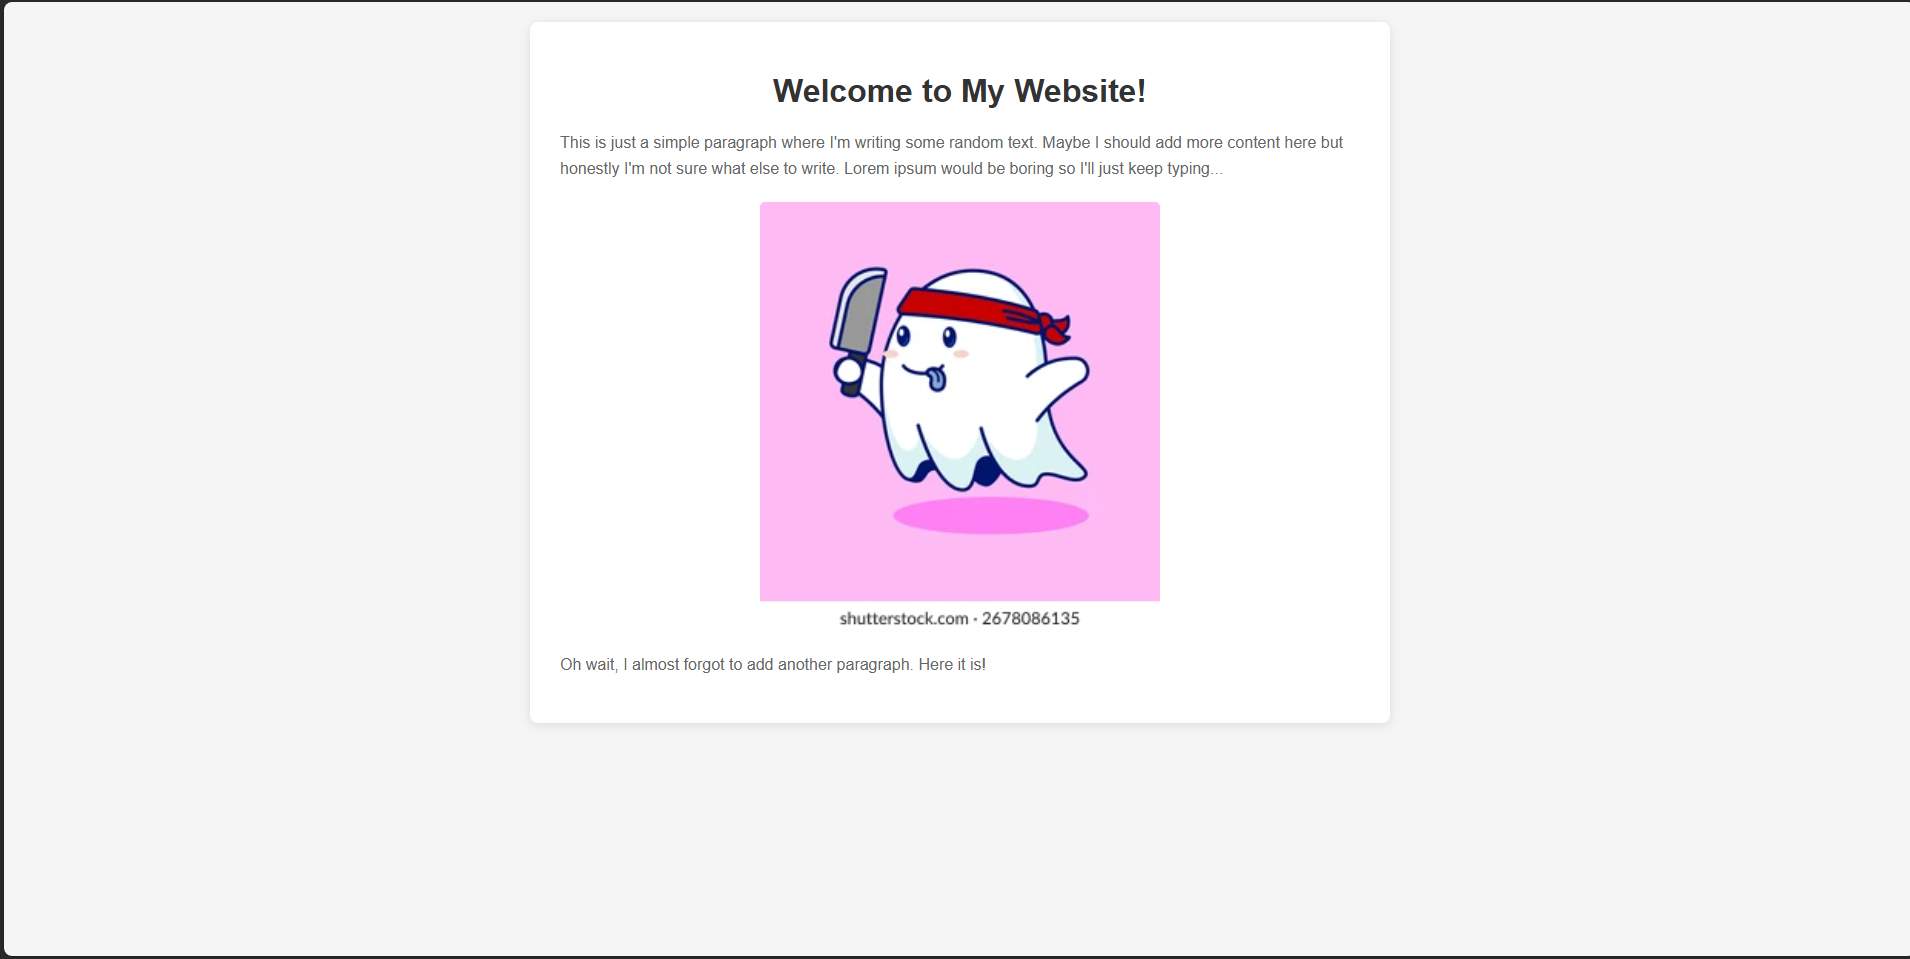 Welcome to My Website!
This is just a simple paragraph where I'm writing some random text. Maybe I should add more content here but
honestly I'm not sure what else to write. Lorem ipsum would be boring so I'll just keep typing...
shutterstock.com · 2678086135
Oh wait, I almost forgot to add another paragraph. Here it is!